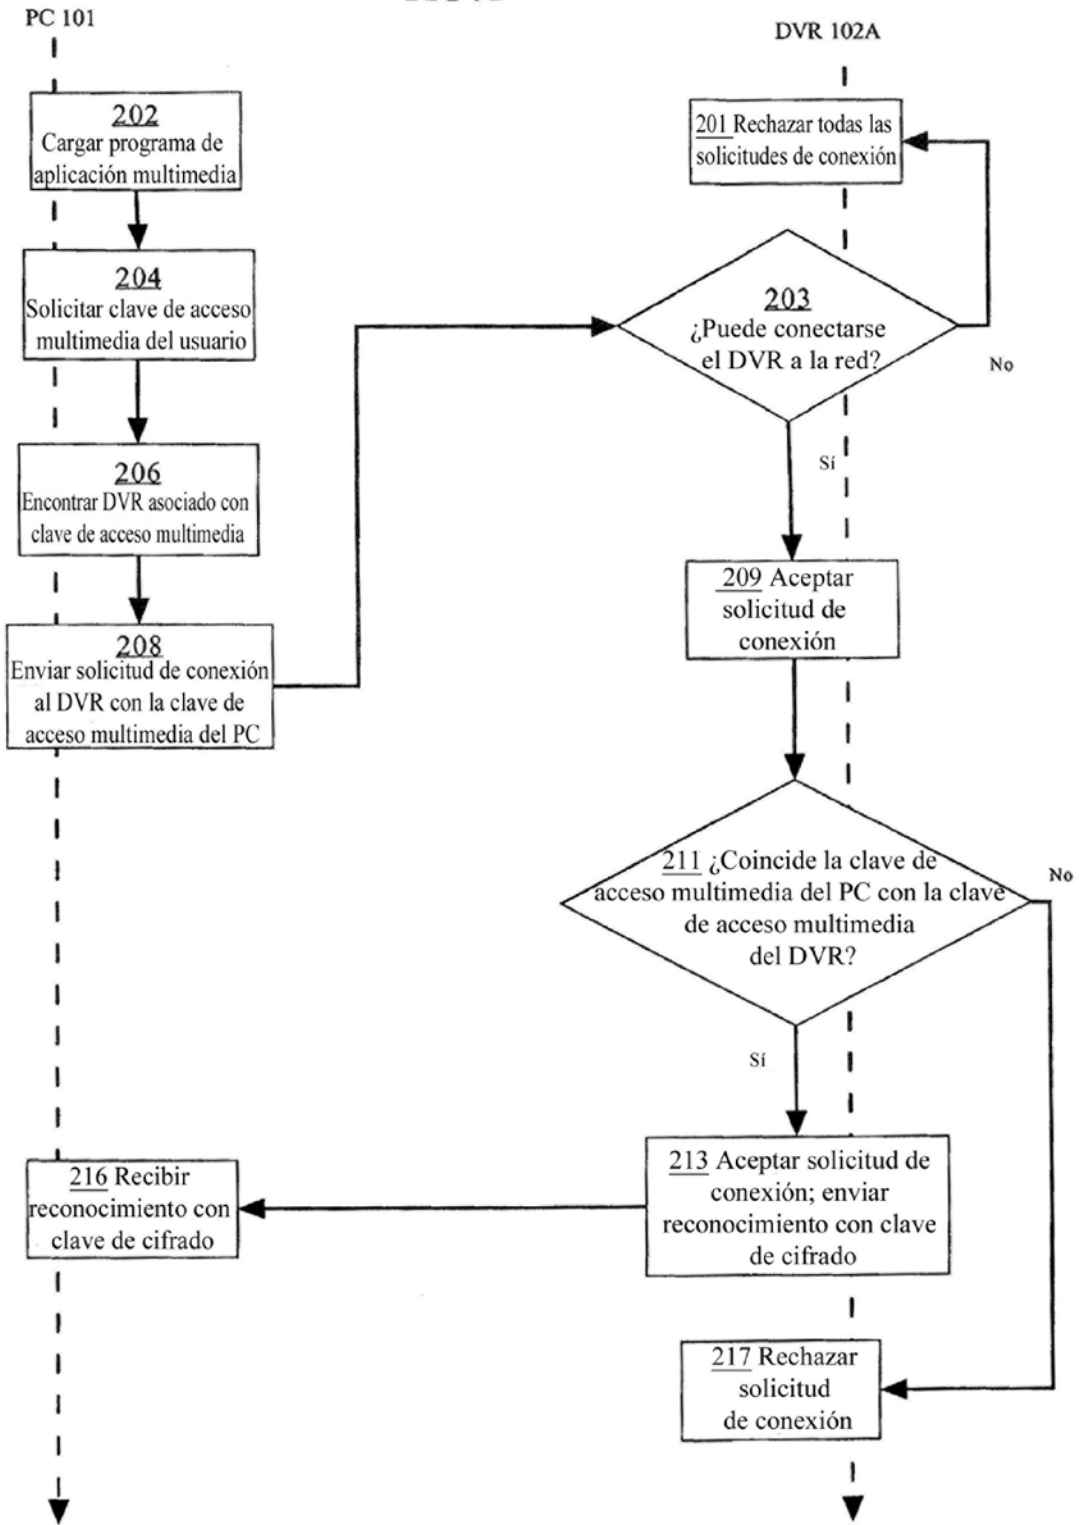 PC 101
DVR 102A
202
Cargar programa de
aplicación multimedia
204
Solicitar clave de acceso
multimedia del usuario
206
Encontrar DVR asociado con
clave de acceso multimedia
208
Enviar solicitud de conexión
al DVR con la clave de
acceso multimedia del PC
201 Rechazar todas las
solicitudes de conexión
203
¿Puede conectarse
el DVR a la red?
No
Sí
209 Aceptar
solicitud de
conexión
211 ¿Coincide la clave de
acceso multimedia del PC con la clave
de acceso multimedia
del DVR?
No
Sí
213 Aceptar solicitud de
conexión; enviar
reconocimiento con clave
de cifrado
216 Recibir
reconocimiento con
clave de cifrado
217 Rechazar
solicitud
de conexión